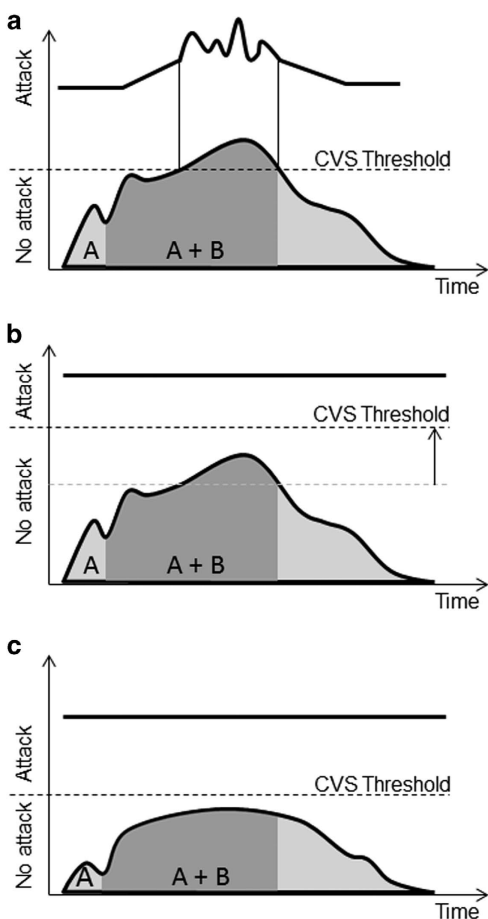 a
Attack
CVS Threshold
No attack
A
A + B
Time
b
Attack
CVS Threshold
No attack
A
A + B
Time
c
Attack
CVS Threshold
No attack
A
A + B
Time